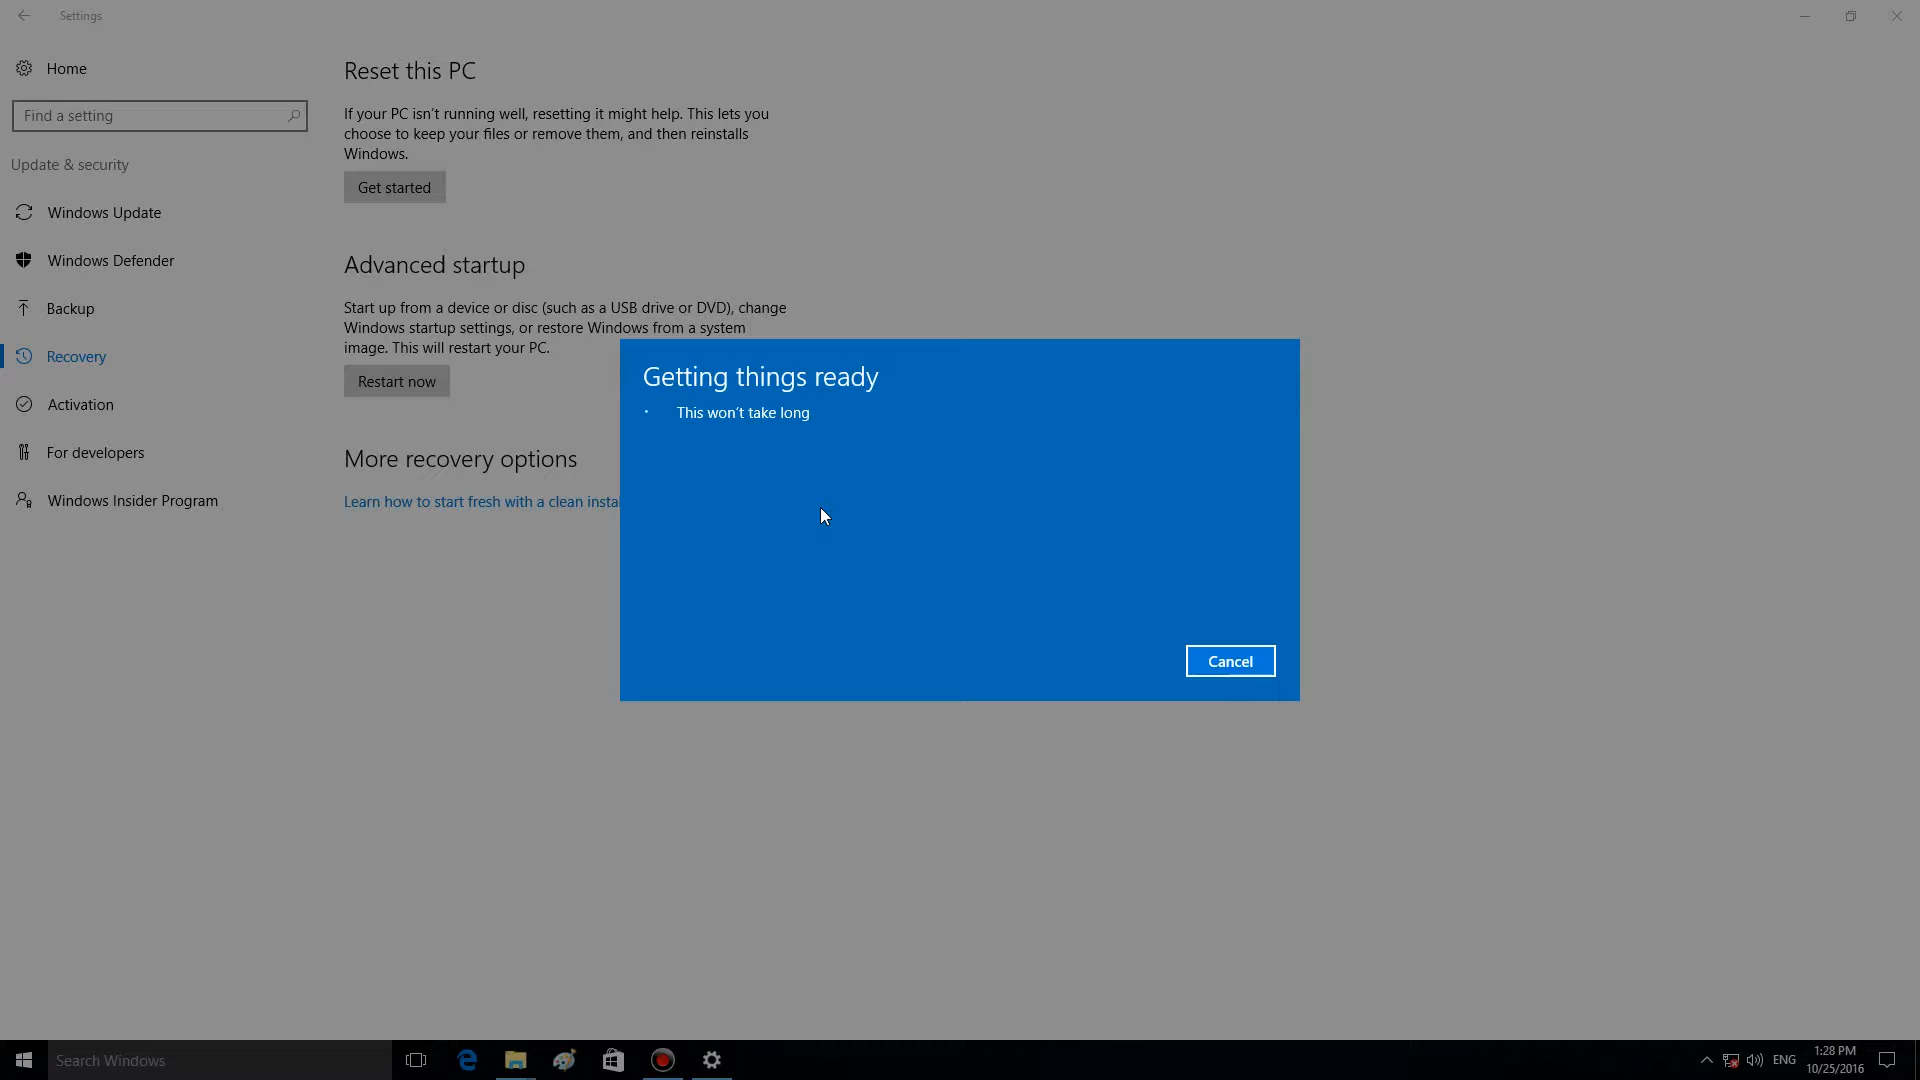 Settings
Home
Find a setting
Update & security
Windows Update
Windows Defender
Backup
Recovery
Activation
For developers
Windows Insider Program
Reset this PC
If your PC isn't running well, resetting it might help. This lets you
choose to keep your files or remove them, and then reinstalls
Windows.
Get started
Advanced startup
Start up from a device or disc (such as a USB drive or DVD), change
Windows startup settings, or restore Windows from a system
image. This will restart your PC.
Restart now
More recovery options
Learn how to start fresh with a clean
Getting things ready
This won't take long
Cancel
Search Windows
ENG
1:28 PM
10/25/2016